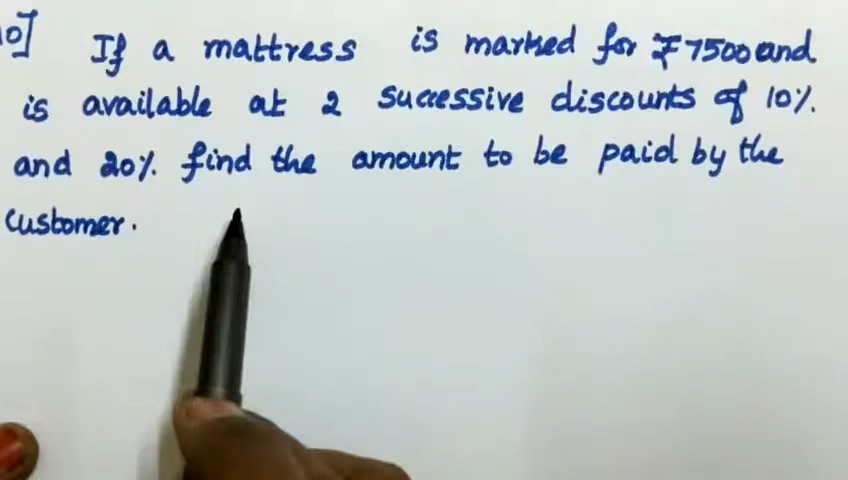 0] If a mattress is marked for ₹7500 and
is available at 2 successive discounts of 10%.
and 20%. find the amount to be paid by the
customer.